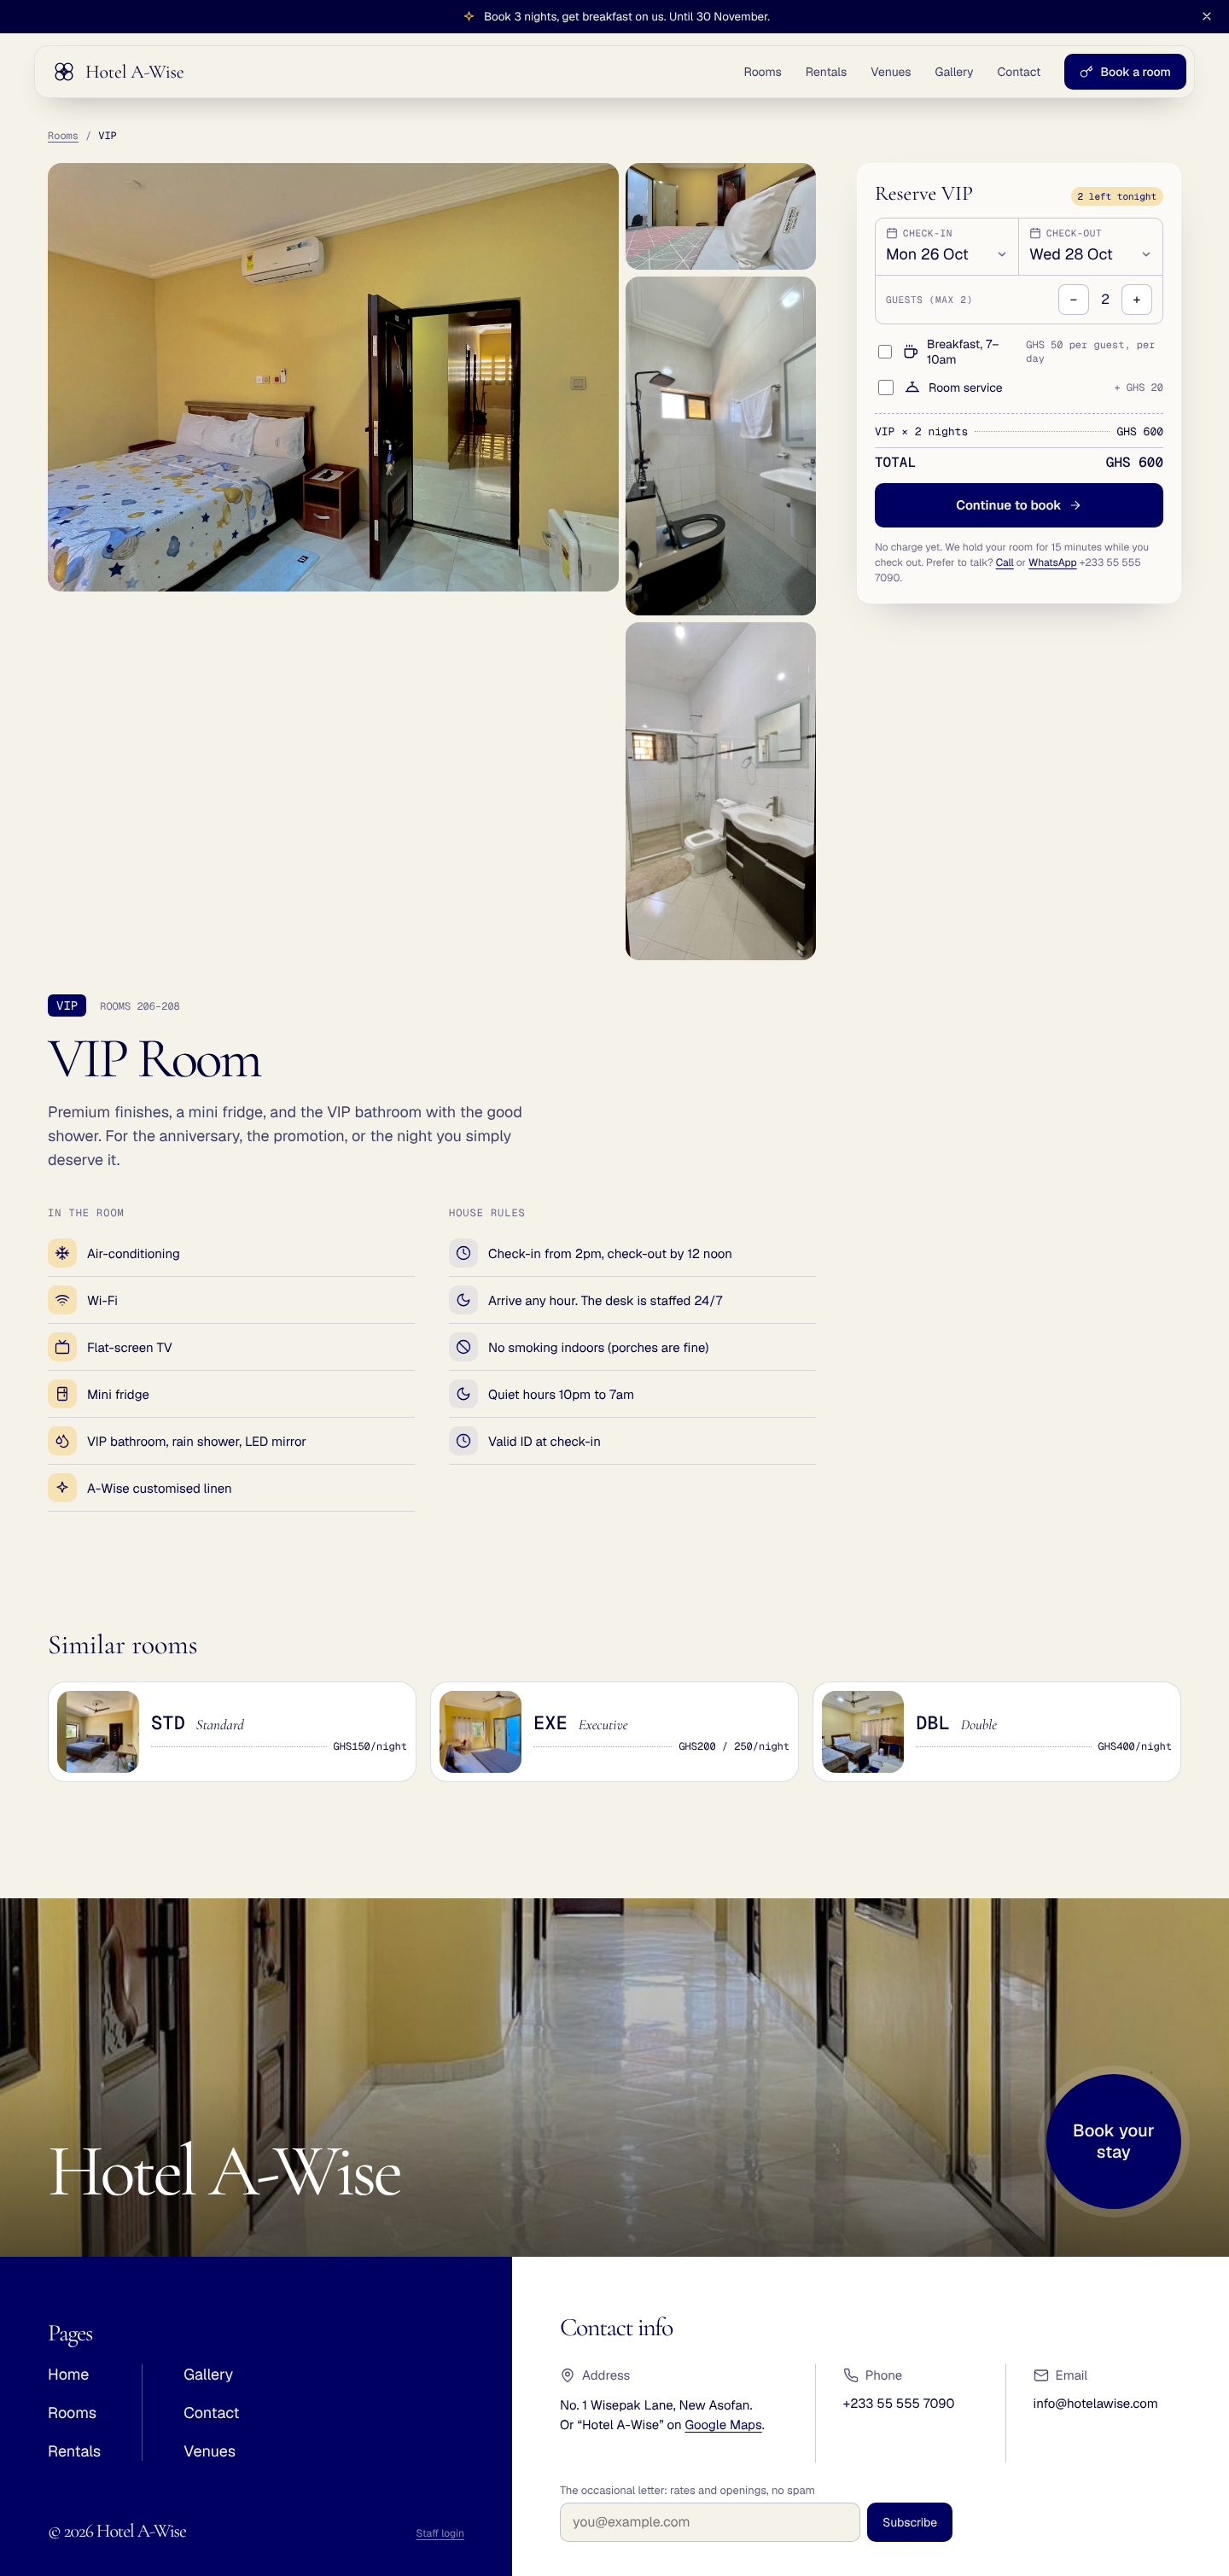 Book 3 nights, get breakfast on us. Until 30 November.
Hotel A-Wise
Rooms
Rentals
Venues
Gallery
Contact
Book a room
Rooms / VIP
Reserve VIP
2 left tonight
CHECK-IN
Mon 26 Oct
CHECK-OUT
Wed 28 Oct
GUESTS (MAX 2)
− 2 +
Breakfast, 7–
10am
GHS 50 per guest, per
day
Room service
+ GHS 20
VIP × 2 nights GHS 600
TOTAL GHS 600
Continue to book →
No charge yet. We hold your room for 15 minutes while you
check out. Prefer to talk? Call or WhatsApp +233 55 555
7090.
VIP
ROOMS 206–208
VIP Room
Premium finishes, a mini fridge, and the VIP bathroom with the good
shower. For the anniversary, the promotion, or the night you simply
deserve it.
IN THE ROOM
Air-conditioning
Wi-Fi
Flat-screen TV
Mini fridge
VIP bathroom, rain shower, LED mirror
A-Wise customised linen
HOUSE RULES
Check-in from 2pm, check-out by 12 noon
Arrive any hour. The desk is staffed 24/7
No smoking indoors (porches are fine)
Quiet hours 10pm to 7am
Valid ID at check-in
Similar rooms
STD Standard
GHS150/night
EXE Executive
GHS200 / 250/night
DBL Double
GHS400/night
Hotel A-Wise
Book your
stay
Pages
Home
Rooms
Rentals
Gallery
Contact
Venues
© 2026 Hotel A-Wise
Staff login
Contact info
Address
No. 1 Wisepak Lane, New Asofan.
Or “Hotel A-Wise” on Google Maps.
Phone
+233 55 555 7090
Email
info@hotelawise.com
The occasional letter: rates and openings, no spam
you@example.com
Subscribe